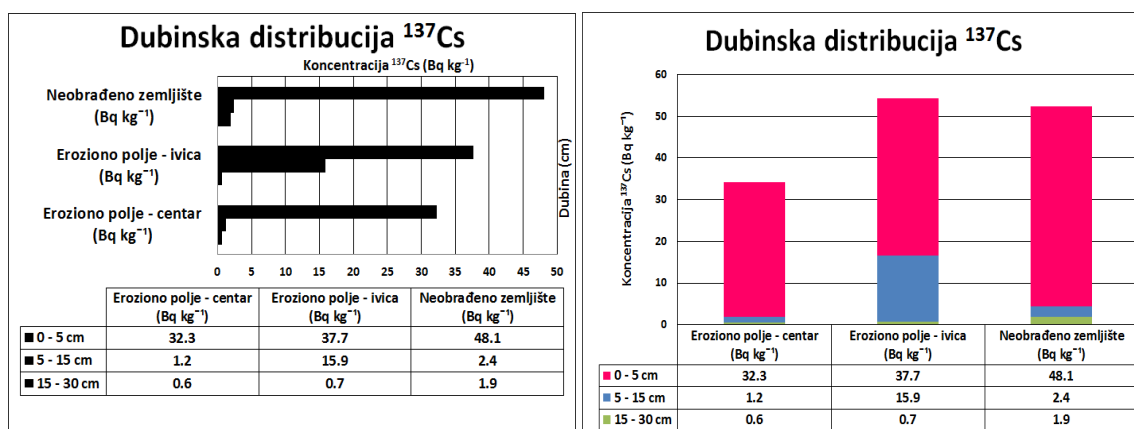 Dubinska distribucija ¹³⁷Cs
Koncentracija ¹³⁷Cs (Bq kg⁻¹)
Neobrađeno zemljište
(Bq kg⁻¹)
Eroziono polje - ivica
(Bq kg⁻¹)
Eroziono polje - centar
(Bq kg⁻¹)
Dubina (cm)
0 5 10 15 20 25 30 35 40 45 50
Eroziono polje - centar Eroziono polje - ivica Neobrađeno zemljište
(Bq kg⁻¹) (Bq kg⁻¹) (Bq kg⁻¹)
0 - 5 cm 32.3 37.7 48.1
5 - 15 cm 1.2 15.9 2.4
15 - 30 cm 0.6 0.7 1.9
Dubinska distribucija ¹³⁷Cs
Koncentracija ¹³⁷Cs (Bq kg⁻¹)
60
50
40
30
20
10
0
Eroziono polje - centar Eroziono polje - ivica Neobrađeno zemljište
(Bq kg⁻¹) (Bq kg⁻¹) (Bq kg⁻¹)
0 - 5 cm 32.3 37.7 48.1
5 - 15 cm 1.2 15.9 2.4
15 - 30 cm 0.6 0.7 1.9